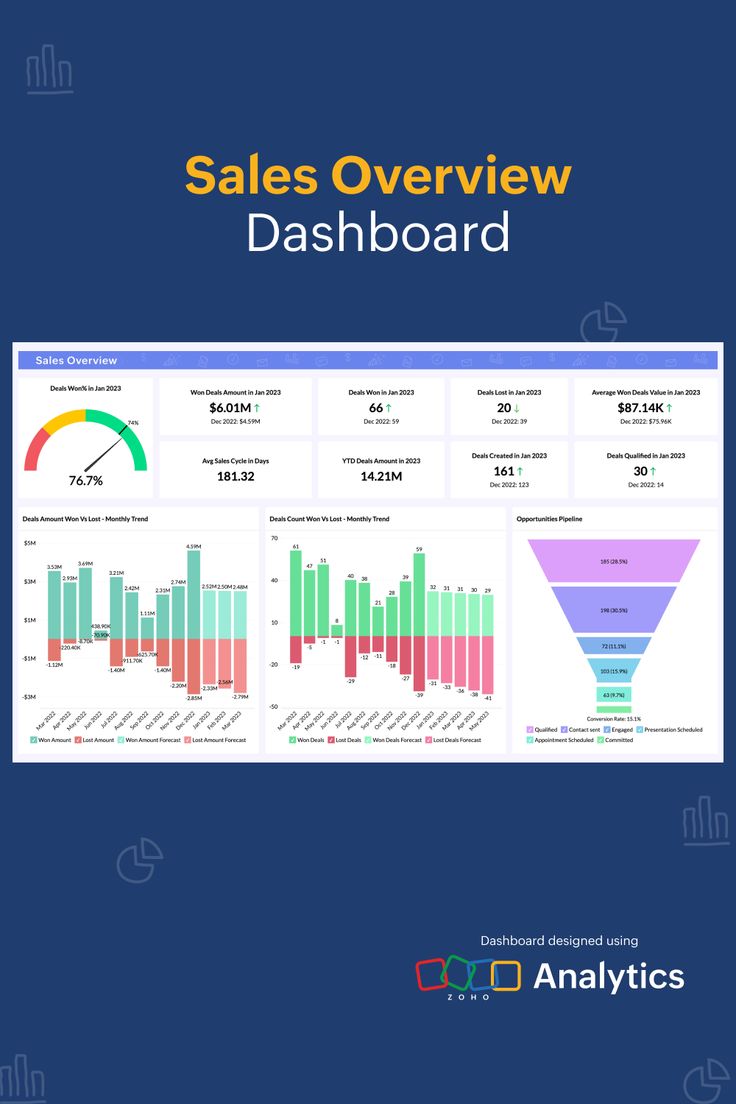 Sales Overview
Dashboard
Sales Overview
Deals Won% in Jan 2023
74%
76.7%
Won Deals Amount in Jan 2023
$6.01M ↑
Dec 2022: $4.59M
Deals Won in Jan 2023
66 ↑
Dec 2022: 59
Deals Lost in Jan 2023
20 ↓
Dec 2022: 39
Average Won Deals Value in Jan 2023
$87.14K ↑
Dec 2022: $75.96K
Avg Sales Cycle in Days
181.32
YTD Deals Amount in 2023
14.21M
Deals Created in Jan 2023
161 ↑
Dec 2022: 123
Deals Qualified in Jan 2023
30 ↑
Dec 2022: 14
Deals Amount Won Vs Lost - Monthly Trend
$5M
$3M
$1M
-$1M
-$3M
3.53M 2.93M 3.69M 438.90K 3.21M 2.42M 1.11M 2.31M 2.74M 4.59M 2.52M 2.50M 2.48M
-1.12M -220.40K -8.70K -70.90K -1.40M -911.70K -625.70K -1.40M -2.20M -2.85M -2.33M -2.56M -2.79M
Mar 2022 Apr 2022 May 2022 Jun 2022 Jul 2022 Aug 2022 Sep 2022 Oct 2022 Nov 2022 Dec 2022 Jan 2023 Feb 2023 Mar 2023
Won Amount Lost Amount Won Amount Forecast Lost Amount Forecast
Deals Count Won Vs Lost - Monthly Trend
70
40
10
-20
-50
61 47 51 8 40 38 21 28 39 59 32 31 31 30 29
-19 -5 -1 -1 -29 -12 -11 -18 -27 -39 -31 -33 -36 -38 -41
Mar 2022 Apr 2022 May 2022 Jun 2022 Jul 2022 Aug 2022 Sep 2022 Oct 2022 Nov 2022 Dec 2022 Jan 2023 Feb 2023 Mar 2023 Apr 2023 May 2023
Won Deals Lost Deals Won Deals Forecast Lost Deals Forecast
Opportunities Pipeline
185 (28.5%)
198 (30.5%)
72 (11.1%)
103 (15.9%)
63 (9.7%)
Conversion Rate: 15.1%
Qualified Contact sent Engaged Presentation Scheduled
Appointment Scheduled Committed
Dashboard designed using
ZOHO Analytics